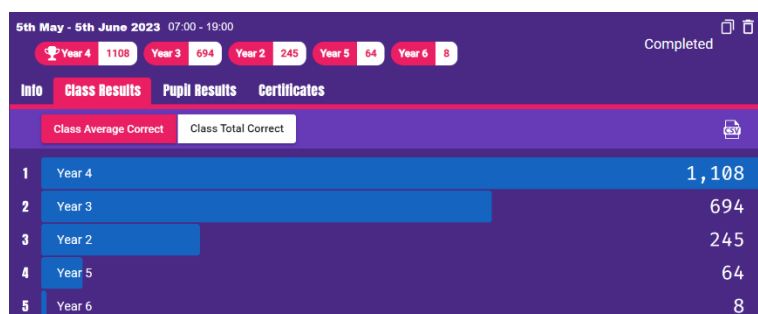 5th May - 5th June 2023 07:00 - 19:00
Completed
Year 4 1108 Year 3 694 Year 2 245 Year 5 64 Year 6 8
Info Class Results Pupil Results Certificates
Class Average Correct Class Total Correct CSV
1 Year 4 1,108
2 Year 3 694
3 Year 2 245
4 Year 5 64
5 Year 6 8